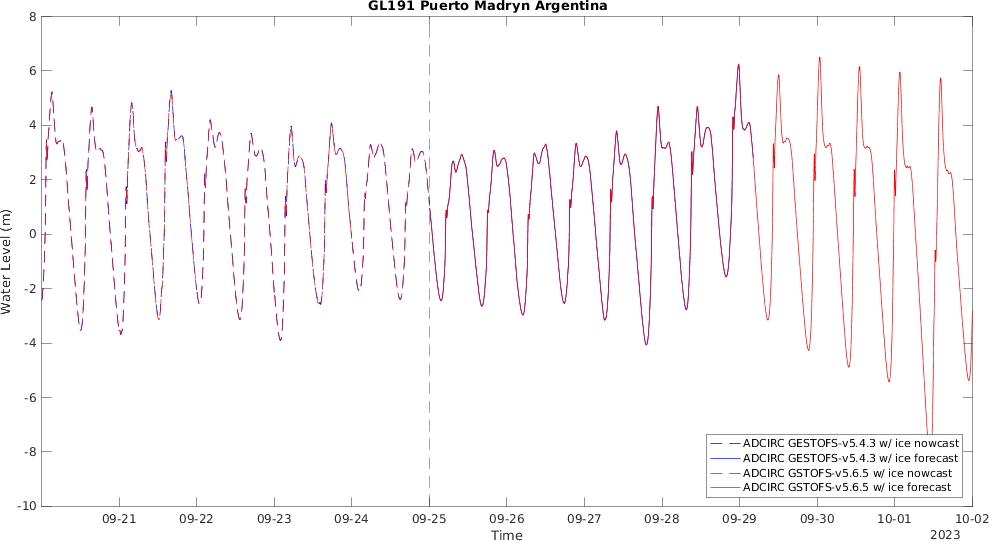 GL191 Puerto Madryn Argentina
8
6
4
2
0
-2
-4
-6
-8
-10
Water Level (m)
ADCIRC GESTOFS-v5.4.3 w/ ice nowcast
ADCIRC GESTOFS-v5.4.3 w/ ice forecast
ADCIRC GSTOFS-v5.6.5 w/ ice nowcast
ADCIRC GSTOFS-v5.6.5 w/ ice forecast
09-21 09-22 09-23 09-24 09-25 09-26 09-27 09-28 09-29 09-30 10-01 10-02
2023
Time